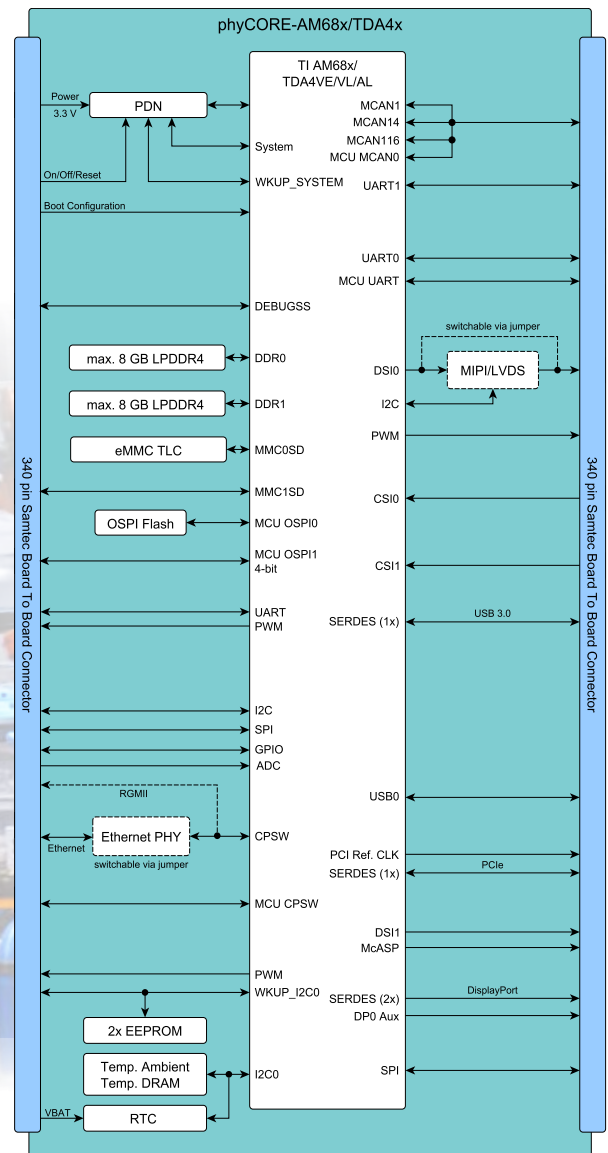 phyCORE-AM68x/TDA4x
340 pin Samtec Board To Board Connector
Power
3.3 V
PDN
On/Off/Reset
Boot Configuration
max. 8 GB LPDDR4
max. 8 GB LPDDR4
eMMC TLC
OSPI Flash
RGMII
Ethernet PHY
Ethernet
switchable via jumper
2x EEPROM
Temp. Ambient
Temp. DRAM
VBAT
RTC
TI AM68x/
TDA4VE/VL/AL
System
WKUP_SYSTEM
DEBUGSS
DDR0
DDR1
MMC0SD
MMC1SD
MCU OSPI0
MCU OSPI1
4-bit
UART
PWM
I2C
SPI
GPIO
ADC
CPSW
MCU CPSW
PWM
WKUP_I2C0
I2C0
MCAN1
MCAN14
MCAN116
MCU MCAN0
UART1
UART0
MCU UART
DSI0
I2C
PWM
CSI0
CSI1
SERDES (1x)
USB0
PCI Ref. CLK
SERDES (1x)
DSI1
McASP
SERDES (2x)
DP0 Aux
SPI
switchable via jumper
MIPI/LVDS
USB 3.0
PCIe
DisplayPort
340 pin Samtec Board To Board Connector